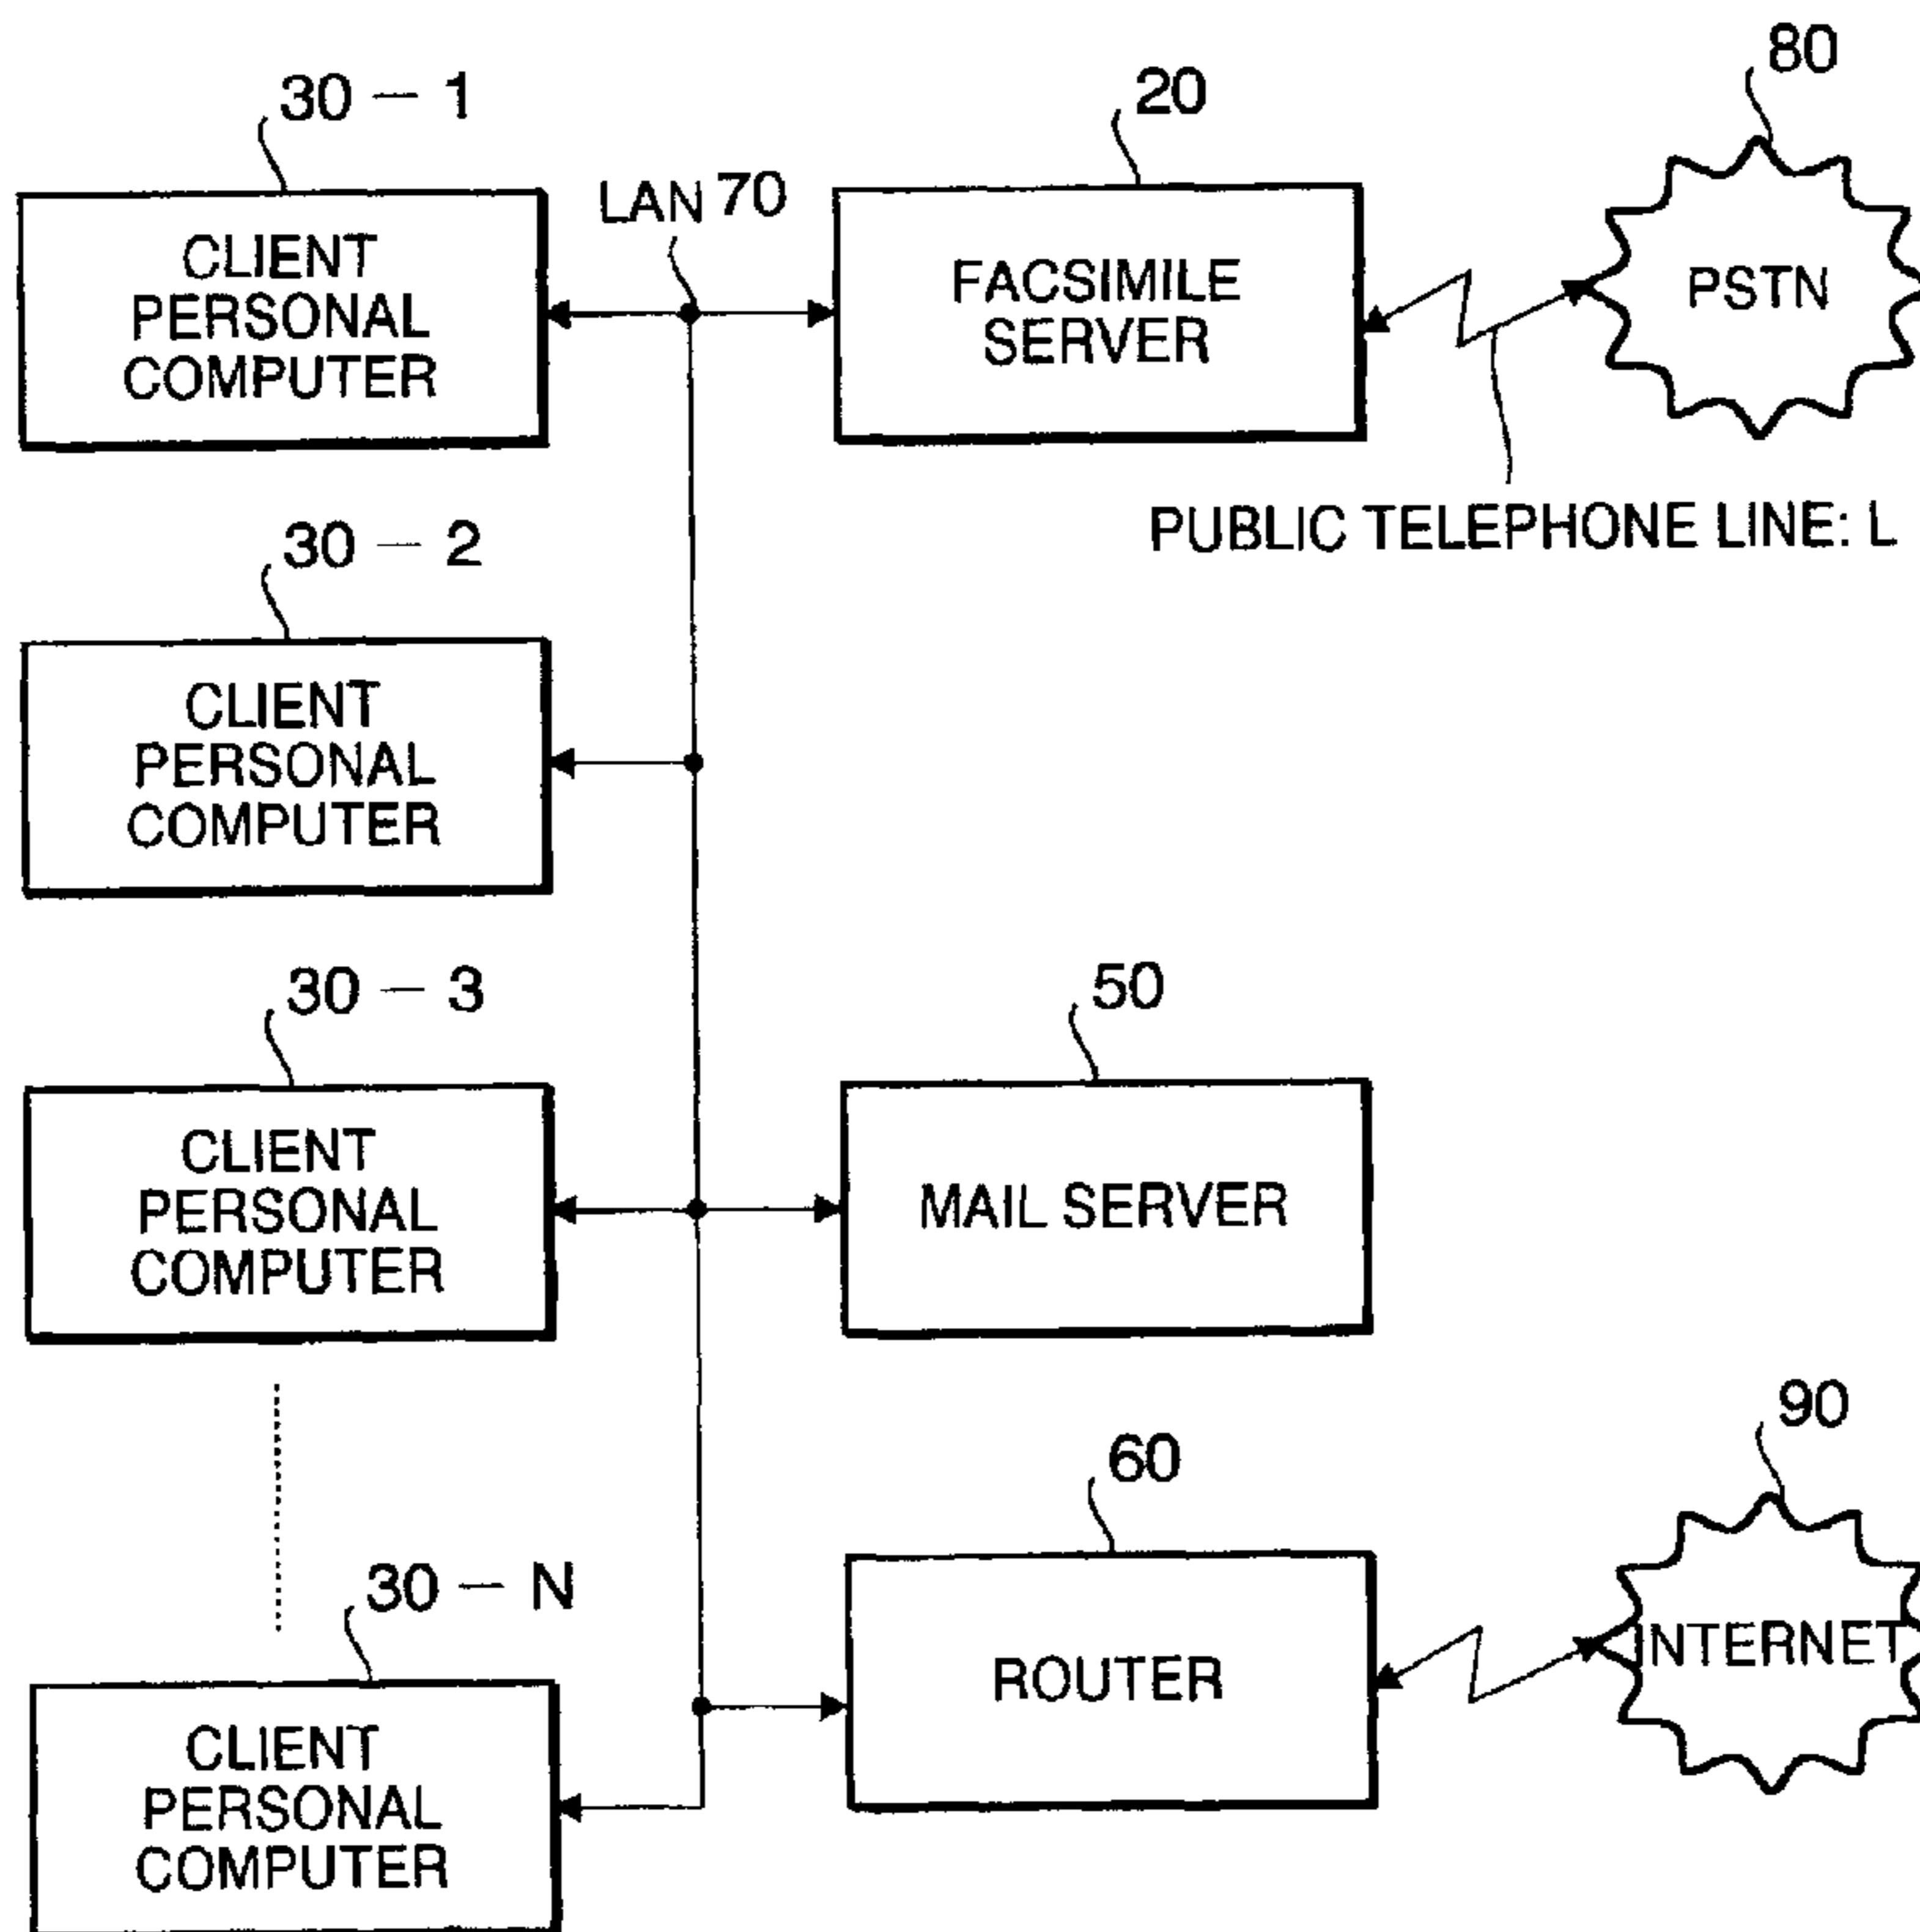 30 — 1
20
80
LAN 70
CLIENT
PERSONAL
COMPUTER
FACSIMILE
SERVER
PSTN
PUBLIC TELEPHONE LINE: L
30 — 2
CLIENT
PERSONAL
COMPUTER
30 — 3
50
CLIENT
PERSONAL
COMPUTER
MAIL SERVER
90
60
30 — N
ROUTER
INTERNET
CLIENT
PERSONAL
COMPUTER